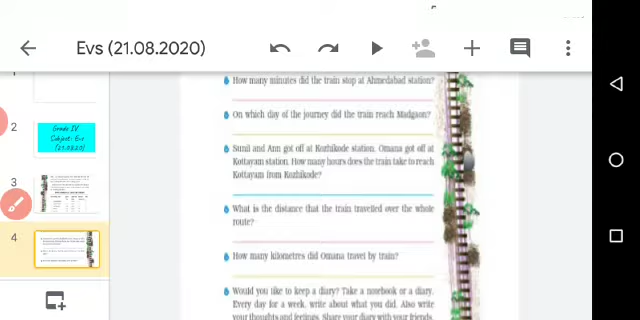 Evs (21.08.2020)
How many minutes did the train stop at Ahmedabad station?
On which day of the journey did the train reach Madgaon?
Sunil and Ann got off at Kozhikode station. Omana got off at
Kottayam station. How many hours does the train take to reach
Kottayam from Kozhikode?
What is the distance that the train travelled over the whole
route?
How many kilometres did Omana travel by train?
Would you like to keep a diary? Take a notebook or a diary.
Every day for a week, write about what you did. Also write
your thoughts and feelings. Share your diary with your friends.
2
Grade IV
Subject: Evs
(21.08.20)
3
4